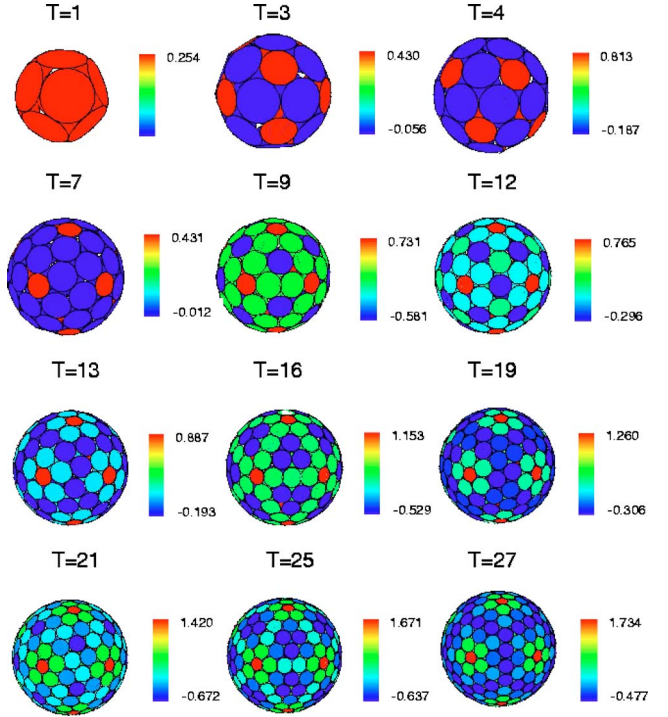 T=1 T=3 T=4
0.254 0.430 0.813
-0.056 -0.187
T=7 T=9 T=12
0.431 0.731 0.765
-0.012 -0.581 -0.296
T=13 T=16 T=19
0.887 1.153 1.260
-0.193 -0.529 -0.306
T=21 T=25 T=27
1.420 1.671 1.734
-0.672 -0.637 -0.477